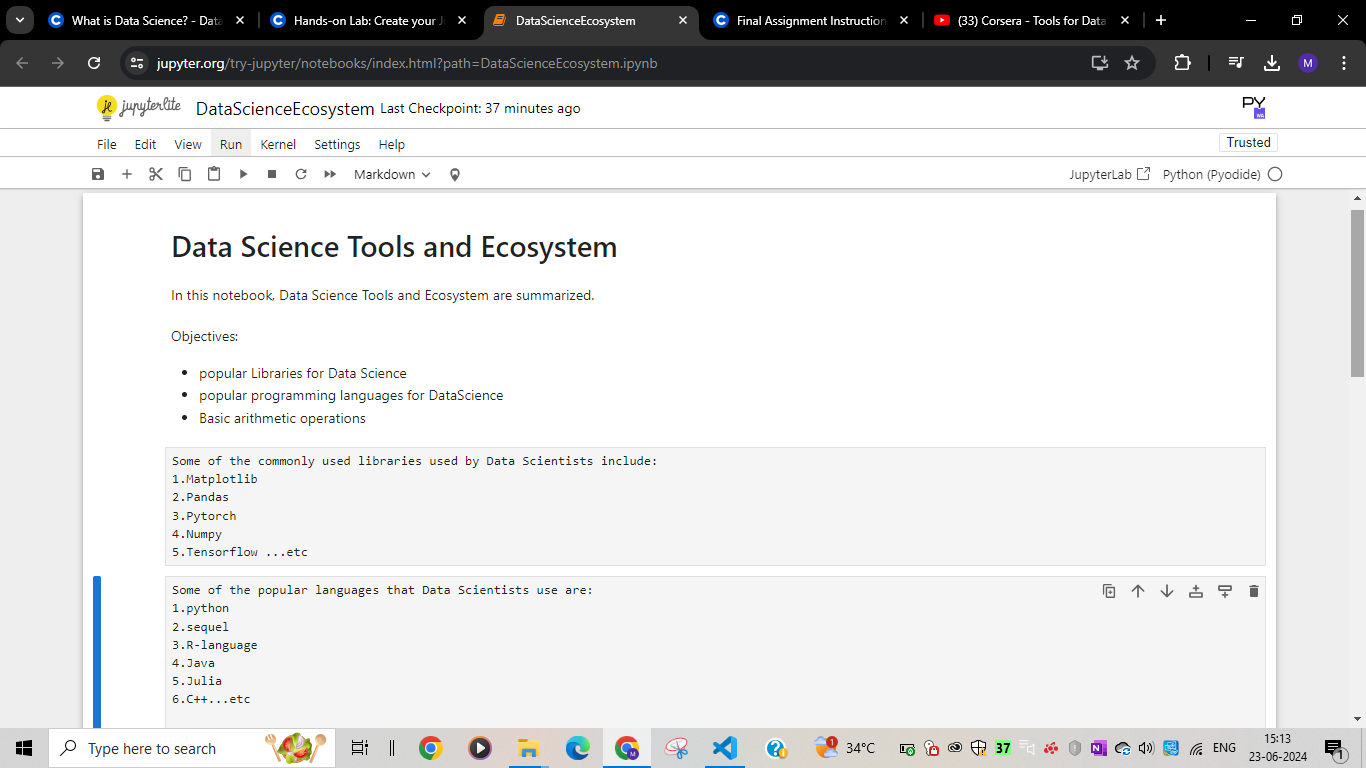 What is Data Science? - Data
Hands-on Lab: Create your J
DataScienceEcosystem
Final Assignment Instruction
(33) Corsera - Tools for Data
jupyter.org/try-jupyter/notebooks/index.html?path=DataScienceEcosystem.ipynb
M
jupyterlite
DataScienceEcosystem Last Checkpoint: 37 minutes ago
PY
File Edit View Run Kernel Settings Help
Trusted
Markdown
JupyterLab
Python (Pyodide)
Data Science Tools and Ecosystem
In this notebook, Data Science Tools and Ecosystem are summarized.
Objectives:
• popular Libraries for Data Science
• popular programming languages for DataScience
• Basic arithmetic operations
Some of the commonly used libraries used by Data Scientists include:
1.Matplotlib
2.Pandas
3.Pytorch
4.Numpy
5.Tensorflow ...etc
Some of the popular languages that Data Scientists use are:
1.python
2.sequel
3.R-language
4.Java
5.Julia
6.C++...etc
Type here to search
34°C
37
ENG
15:13
23-06-2024
1